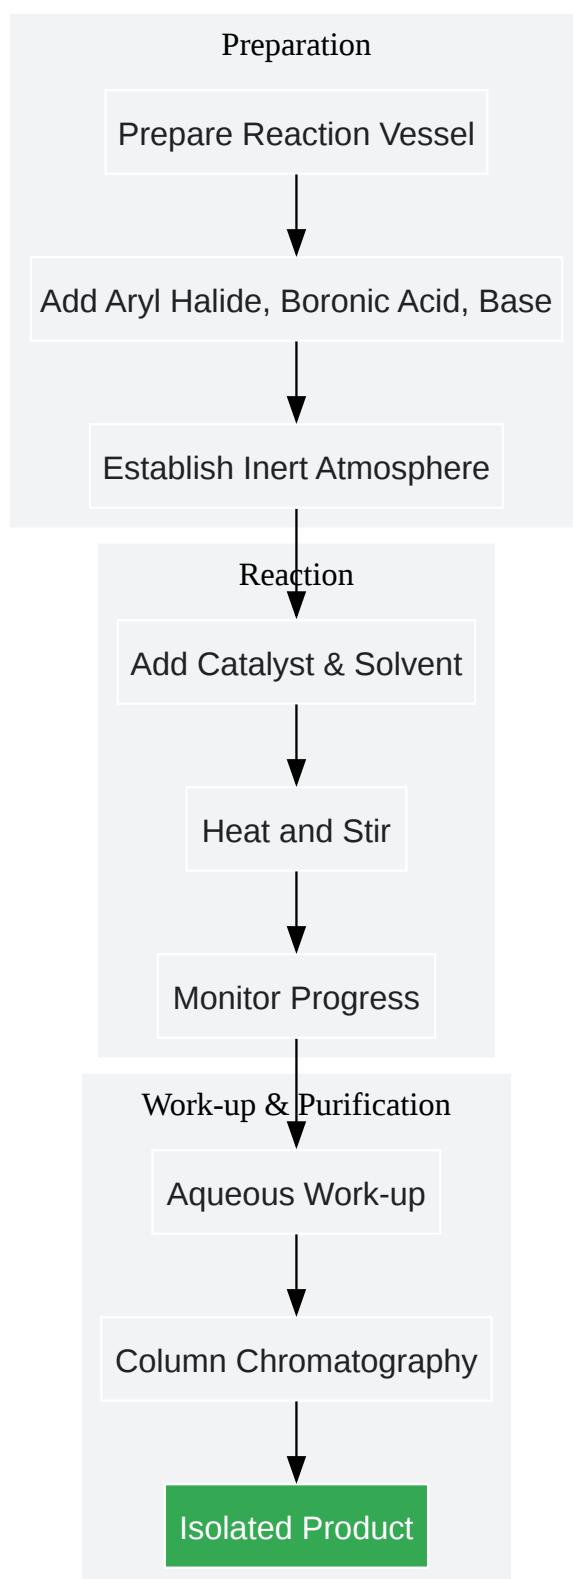 Preparation
Prepare Reaction Vessel
Add Aryl Halide, Boronic Acid, Base
Establish Inert Atmosphere
Reaction
Add Catalyst & Solvent
Heat and Stir
Monitor Progress
Work-up & Purification
Aqueous Work-up
Column Chromatography
Isolated Product